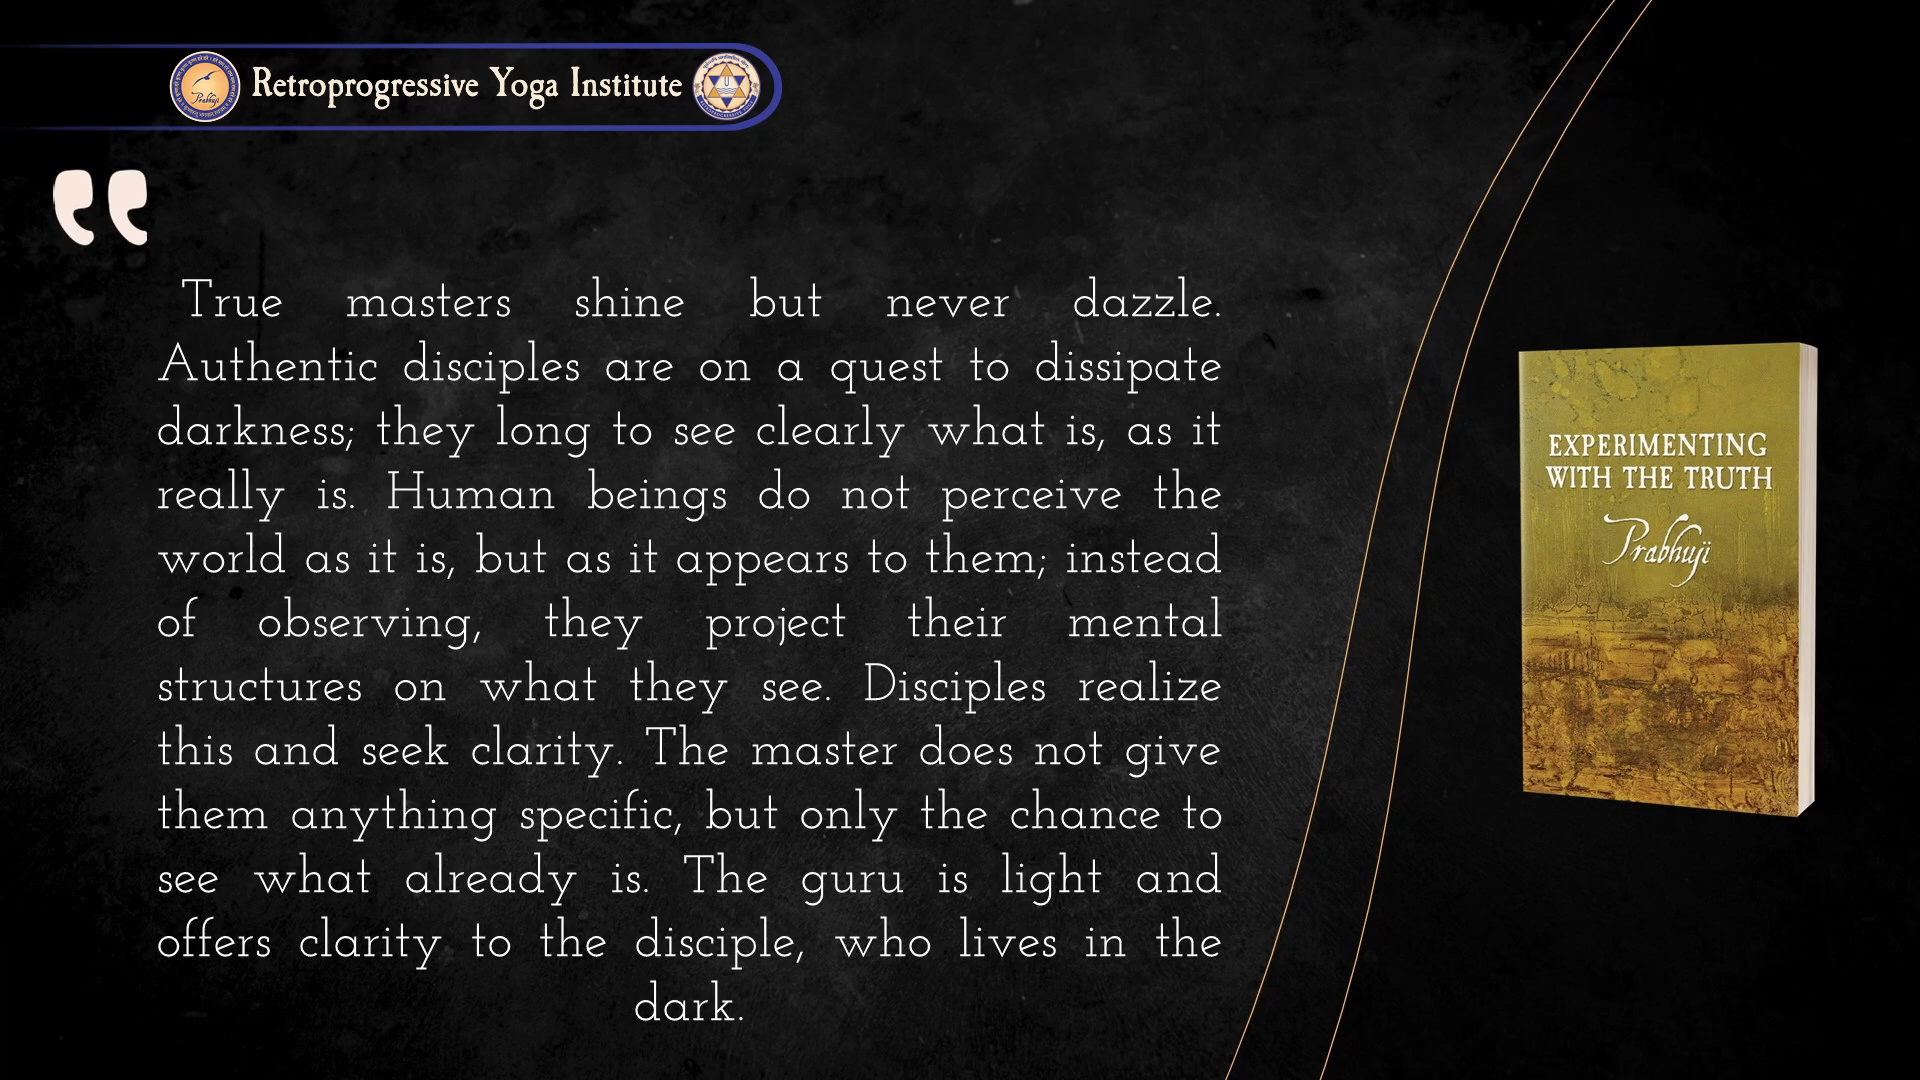 Retroprogressive Yoga Institute
Prabhuji
“
True masters shine but never dazzle.
Authentic disciples are on a quest to dissipate
darkness; they long to see clearly what is, as it
really is. Human beings do not perceive the
world as it is, but as it appears to them; instead
of observing, they project their mental
structures on what they see. Disciples realize
this and seek clarity. The master does not give
them anything specific, but only the chance to
see what already is. The guru is light and
offers clarity to the disciple, who lives in the
dark.
EXPERIMENTING
WITH THE TRUTH
Prabhuji